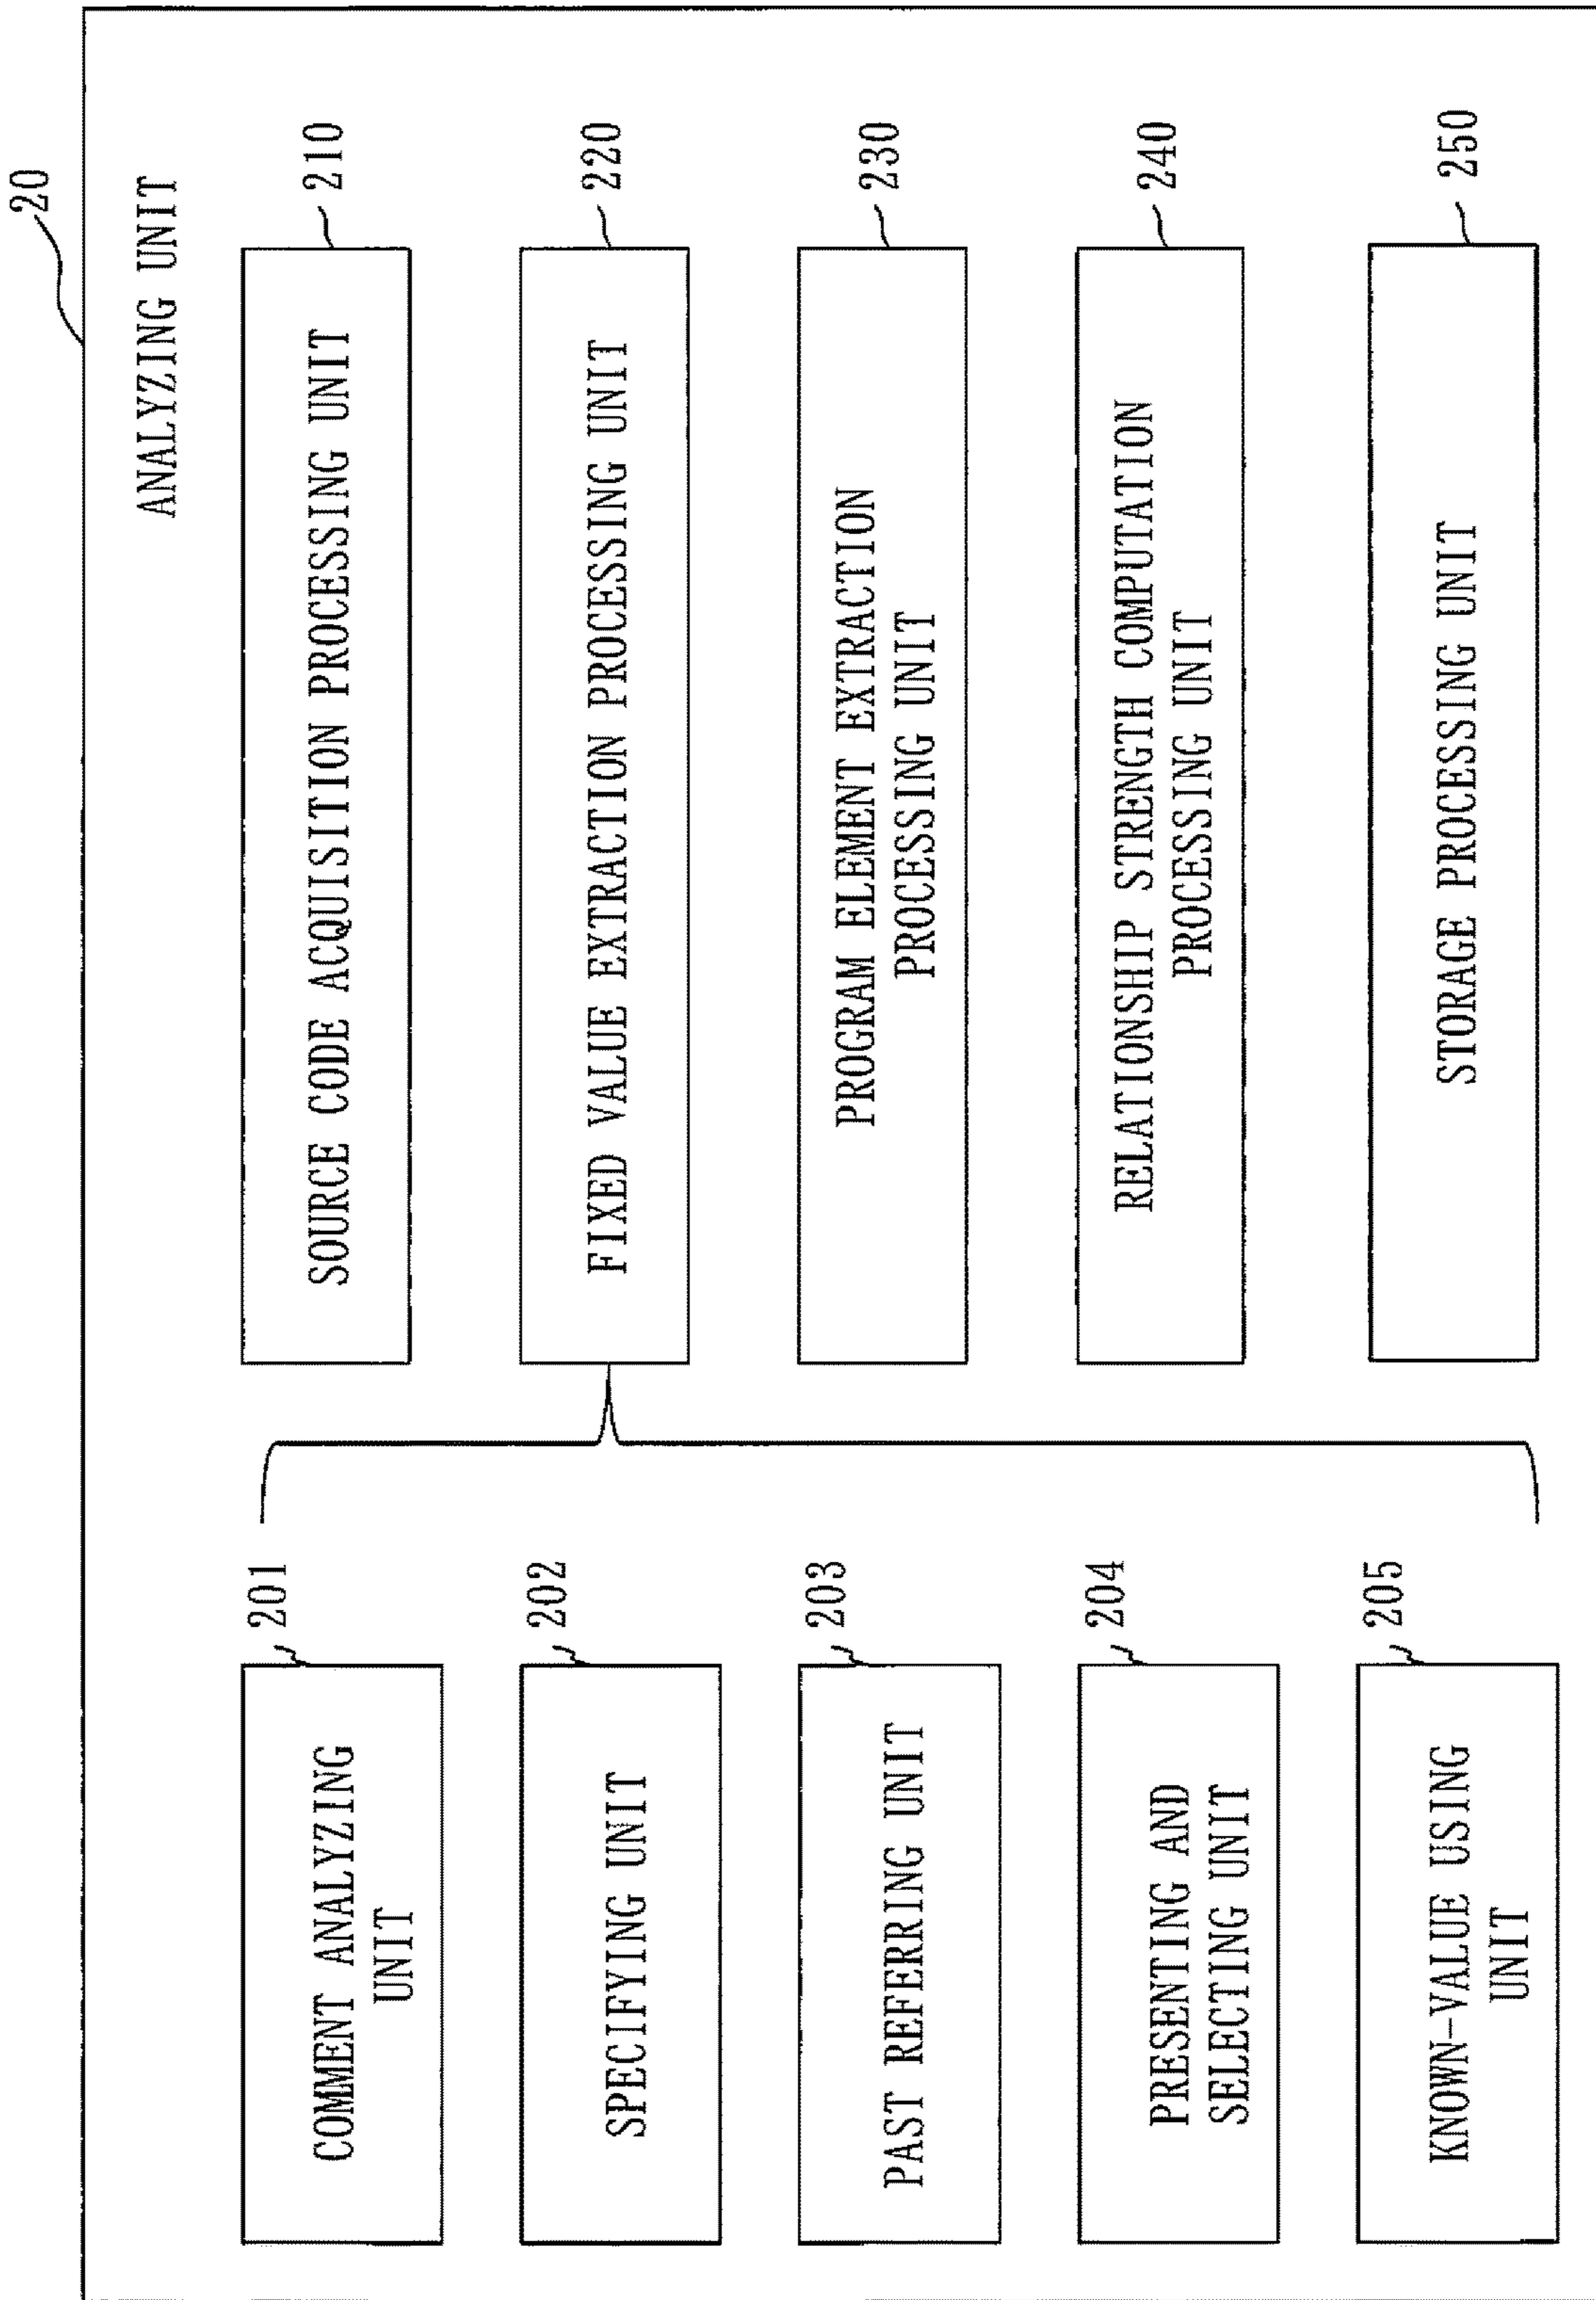 20
ANALYZING UNIT
COMMENT ANALYZING
UNIT
201
SPECIFYING UNIT
202
PAST REFERRING UNIT
203
PRESENTING AND
SELECTING UNIT
204
KNOWN-VALUE USING
UNIT
205
SOURCE CODE ACQUISITION PROCESSING UNIT
210
FIXED VALUE EXTRACTION PROCESSING UNIT
220
PROGRAM ELEMENT EXTRACTION
PROCESSING UNIT
230
RELATIONSHIP STRENGTH COMPUTATION
PROCESSING UNIT
240
STORAGE PROCESSING UNIT
250